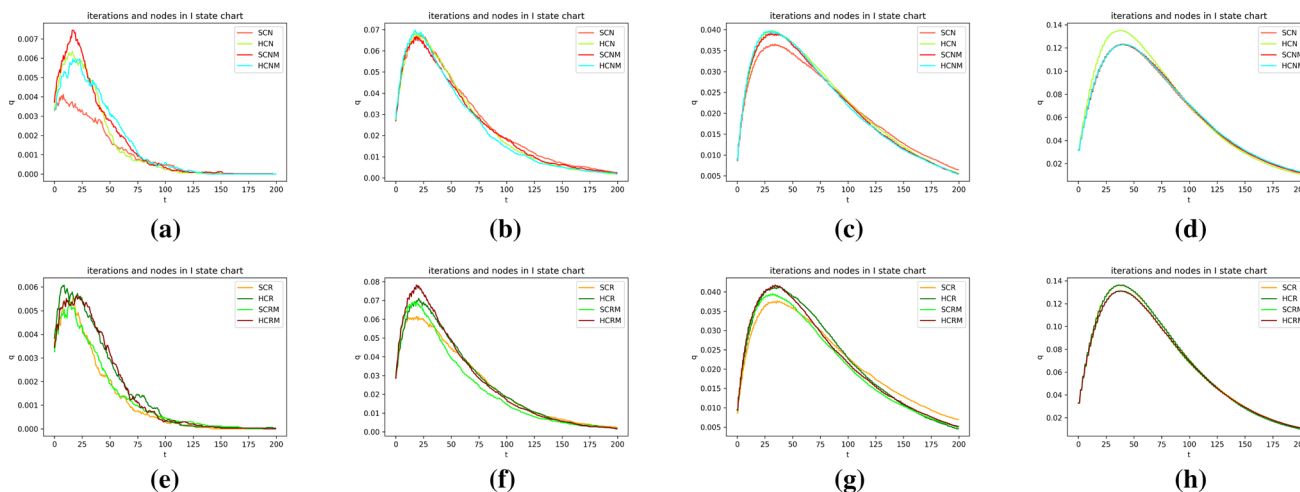 iterations and nodes in I state chart
q
0.007
0.006
0.005
0.004
0.003
0.002
0.001
0.000
SCN
HCN
SCNM
HCNM
0 25 50 75 100 125 150 175 200
t
(a)
iterations and nodes in I state chart
q
0.07
0.06
0.05
0.04
0.03
0.02
0.01
0.00
SCN
HCN
SCNM
HCNM
0 25 50 75 100 125 150 175 200
t
(b)
iterations and nodes in I state chart
q
0.040
0.035
0.030
0.025
0.020
0.015
0.010
0.005
SCN
HCN
SCNM
HCNM
0 25 50 75 100 125 150 175 200
t
(c)
iterations and nodes in I state chart
q
0.14
0.12
0.10
0.08
0.06
0.04
0.02
SCN
HCN
SCNM
HCNM
0 25 50 75 100 125 150 175 200
t
(d)
iterations and nodes in I state chart
q
0.006
0.005
0.004
0.003
0.002
0.001
0.000
SCR
HCR
SCRM
HCRM
0 25 50 75 100 125 150 175 200
t
(e)
iterations and nodes in I state chart
q
0.08
0.07
0.06
0.05
0.04
0.03
0.02
0.01
0.00
SCR
HCR
SCRM
HCRM
0 25 50 75 100 125 150 175 200
t
(f)
iterations and nodes in I state chart
q
0.040
0.035
0.030
0.025
0.020
0.015
0.010
0.005
SCR
HCR
SCRM
HCRM
0 25 50 75 100 125 150 175 200
t
(g)
iterations and nodes in I state chart
q
0.14
0.12
0.10
0.08
0.06
0.04
0.02
SCR
HCR
SCRM
HCRM
0 25 50 75 100 125 150 175 200
t
(h)